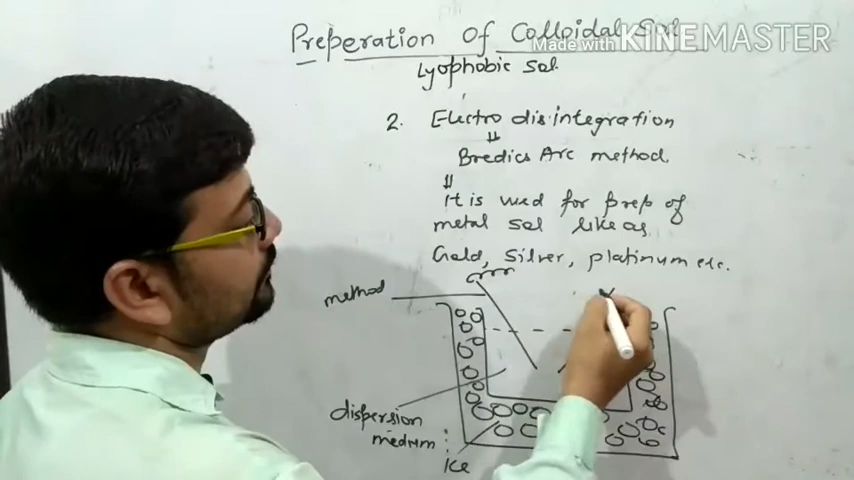 Preparation of Colloidal Sol
Made with KINEMASTER
Lyophobic sol.
2. Electro disintegration
Bredics Arc method.
It is used for prep of
metal sol like as
Gold, Silver, platinum etc.
method
dispersion
medium
Ice